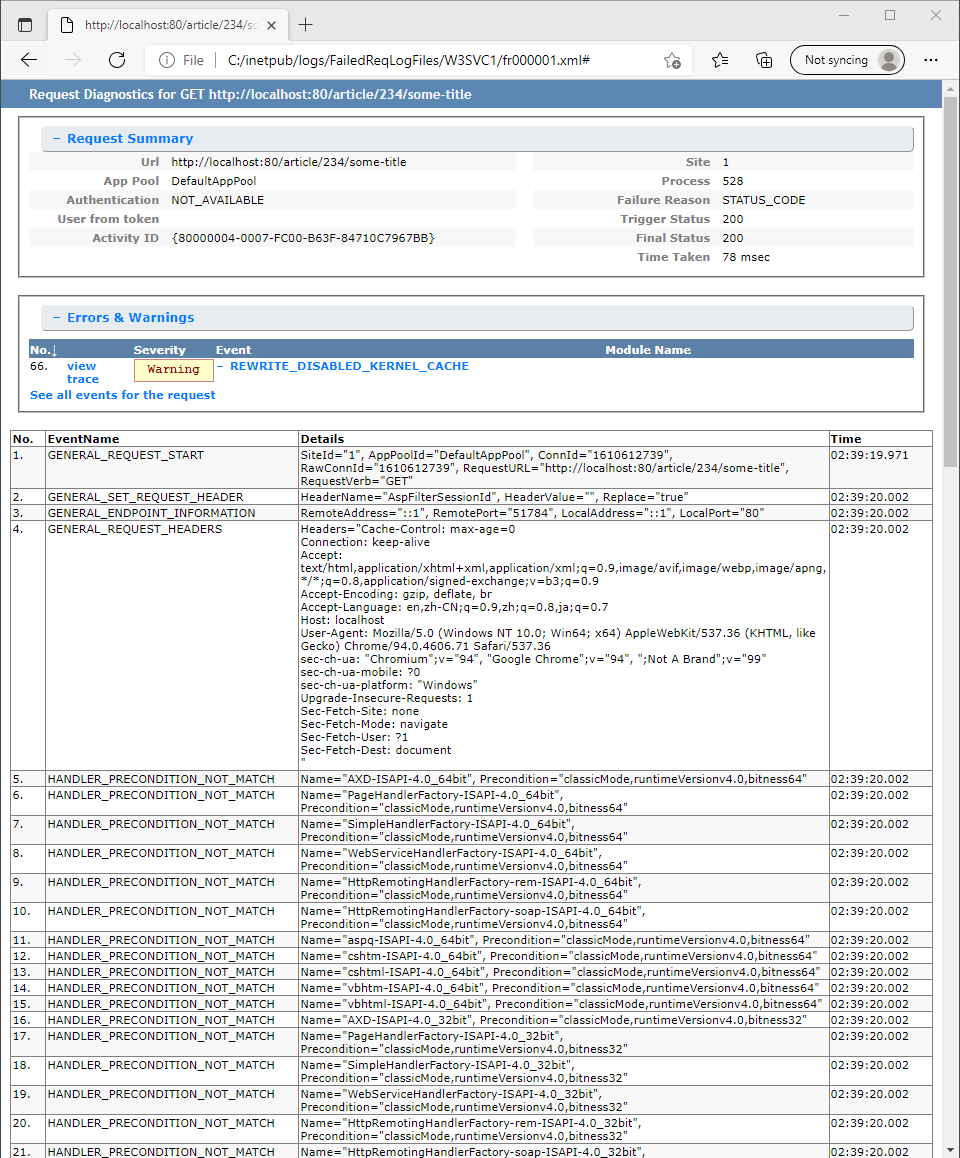 http://localhost:80/article/234/sc
File
C:/inetpub/logs/FailedReqLogFiles/W3SVC1/fr000001.xml#
Not syncing
Request Diagnostics for GET http://localhost:80/article/234/some-title
− Request Summary
Url http://localhost:80/article/234/some-title
Site 1
App Pool DefaultAppPool
Process 528
Authentication NOT_AVAILABLE
Failure Reason STATUS_CODE
User from token
Trigger Status 200
Activity ID {80000004-0007-FC00-B63F-84710C7967BB}
Final Status 200
Time Taken 78 msec
− Errors & Warnings
No.↓ Severity Event Module Name
66. view trace Warning − REWRITE_DISABLED_KERNEL_CACHE
See all events for the request
No. EventName Details Time
1. GENERAL_REQUEST_START SiteId="1", AppPoolId="DefaultAppPool", ConnId="1610612739", 02:39:19.971
RawConnId="1610612739", RequestURL="http://localhost:80/article/234/some-title",
RequestVerb="GET"
2. GENERAL_SET_REQUEST_HEADER HeaderName="AspFilterSessionId", HeaderValue="", Replace="true" 02:39:20.002
3. GENERAL_ENDPOINT_INFORMATION RemoteAddress="::1", RemotePort="51784", LocalAddress="::1", LocalPort="80" 02:39:20.002
4. GENERAL_REQUEST_HEADERS Headers="Cache-Control: max-age=0 02:39:20.002
Connection: keep-alive
Accept:
text/html,application/xhtml+xml,application/xml;q=0.9,image/avif,image/webp,image/apng,
*/*;q=0.8,application/signed-exchange;v=b3;q=0.9
Accept-Encoding: gzip, deflate, br
Accept-Language: en,zh-CN;q=0.9,zh;q=0.8,ja;q=0.7
Host: localhost
User-Agent: Mozilla/5.0 (Windows NT 10.0; Win64; x64) AppleWebKit/537.36 (KHTML, like
Gecko) Chrome/94.0.4606.71 Safari/537.36
sec-ch-ua: "Chromium";v="94", "Google Chrome";v="94", ";Not A Brand";v="99"
sec-ch-ua-mobile: ?0
sec-ch-ua-platform: "Windows"
Upgrade-Insecure-Requests: 1
Sec-Fetch-Site: none
Sec-Fetch-Mode: navigate
Sec-Fetch-User: ?1
Sec-Fetch-Dest: document
"
5. HANDLER_PRECONDITION_NOT_MATCH Name="AXD-ISAPI-4.0_64bit", Precondition="classicMode,runtimeVersionv4.0,bitness64" 02:39:20.002
6. HANDLER_PRECONDITION_NOT_MATCH Name="PageHandlerFactory-ISAPI-4.0_64bit", 02:39:20.002
Precondition="classicMode,runtimeVersionv4.0,bitness64"
7. HANDLER_PRECONDITION_NOT_MATCH Name="SimpleHandlerFactory-ISAPI-4.0_64bit", 02:39:20.002
Precondition="classicMode,runtimeVersionv4.0,bitness64"
8. HANDLER_PRECONDITION_NOT_MATCH Name="WebServiceHandlerFactory-ISAPI-4.0_64bit", 02:39:20.002
Precondition="classicMode,runtimeVersionv4.0,bitness64"
9. HANDLER_PRECONDITION_NOT_MATCH Name="HttpRemotingHandlerFactory-rem-ISAPI-4.0_64bit", 02:39:20.002
Precondition="classicMode,runtimeVersionv4.0,bitness64"
10. HANDLER_PRECONDITION_NOT_MATCH Name="HttpRemotingHandlerFactory-soap-ISAPI-4.0_64bit", 02:39:20.002
Precondition="classicMode,runtimeVersionv4.0,bitness64"
11. HANDLER_PRECONDITION_NOT_MATCH Name="aspq-ISAPI-4.0_64bit", Precondition="classicMode,runtimeVersionv4.0,bitness64" 02:39:20.002
12. HANDLER_PRECONDITION_NOT_MATCH Name="cshtm-ISAPI-4.0_64bit", Precondition="classicMode,runtimeVersionv4.0,bitness64" 02:39:20.002
13. HANDLER_PRECONDITION_NOT_MATCH Name="cshtml-ISAPI-4.0_64bit", Precondition="classicMode,runtimeVersionv4.0,bitness64" 02:39:20.002
14. HANDLER_PRECONDITION_NOT_MATCH Name="vbhtm-ISAPI-4.0_64bit", Precondition="classicMode,runtimeVersionv4.0,bitness64" 02:39:20.002
15. HANDLER_PRECONDITION_NOT_MATCH Name="vbhtml-ISAPI-4.0_64bit", Precondition="classicMode,runtimeVersionv4.0,bitness64" 02:39:20.002
16. HANDLER_PRECONDITION_NOT_MATCH Name="AXD-ISAPI-4.0_32bit", Precondition="classicMode,runtimeVersionv4.0,bitness32" 02:39:20.002
17. HANDLER_PRECONDITION_NOT_MATCH Name="PageHandlerFactory-ISAPI-4.0_32bit", 02:39:20.002
Precondition="classicMode,runtimeVersionv4.0,bitness32"
18. HANDLER_PRECONDITION_NOT_MATCH Name="SimpleHandlerFactory-ISAPI-4.0_32bit", 02:39:20.002
Precondition="classicMode,runtimeVersionv4.0,bitness32"
19. HANDLER_PRECONDITION_NOT_MATCH Name="WebServiceHandlerFactory-ISAPI-4.0_32bit", 02:39:20.002
Precondition="classicMode,runtimeVersionv4.0,bitness32"
20. HANDLER_PRECONDITION_NOT_MATCH Name="HttpRemotingHandlerFactory-rem-ISAPI-4.0_32bit", 02:39:20.002
Precondition="classicMode,runtimeVersionv4.0,bitness32"
21. HANDLER_PRECONDITION_NOT_MATCH Name="HttpRemotingHandlerFactory-soap-ISAPI-4.0_32bit", 02:39:20.002